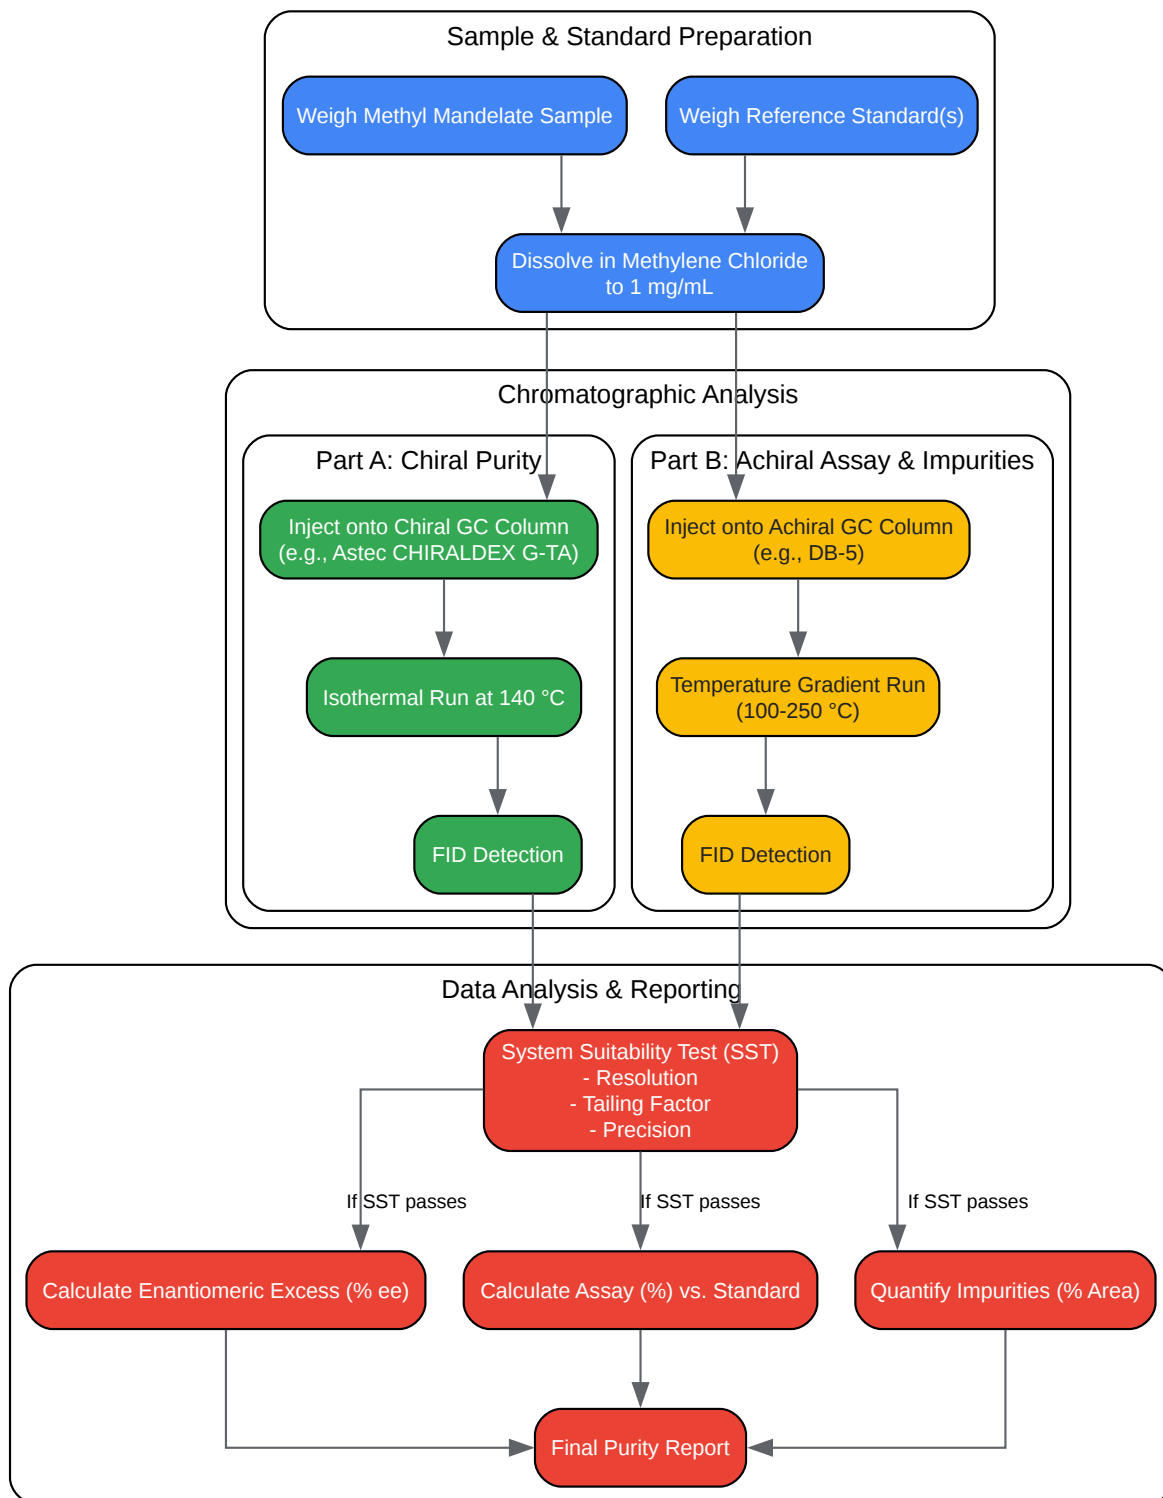 Sample & Standard Preparation
Weigh Methyl Mandelate Sample
Weigh Reference Standard(s)
Dissolve in Methylene Chloride
to 1 mg/mL
Chromatographic Analysis
Part A: Chiral Purity
Part B: Achiral Assay & Impurities
Inject onto Chiral GC Column
(e.g., Astec CHIRALDEX G-TA)
Inject onto Achiral GC Column
(e.g., DB-5)
Isothermal Run at 140 °C
Temperature Gradient Run
(100-250 °C)
FID Detection
FID Detection
Data Analysis & Reporting
System Suitability Test (SST)
- Resolution
- Tailing Factor
- Precision
If SST passes
If SST passes
If SST passes
Calculate Enantiomeric Excess (% ee)
Calculate Assay (%) vs. Standard
Quantify Impurities (% Area)
Final Purity Report